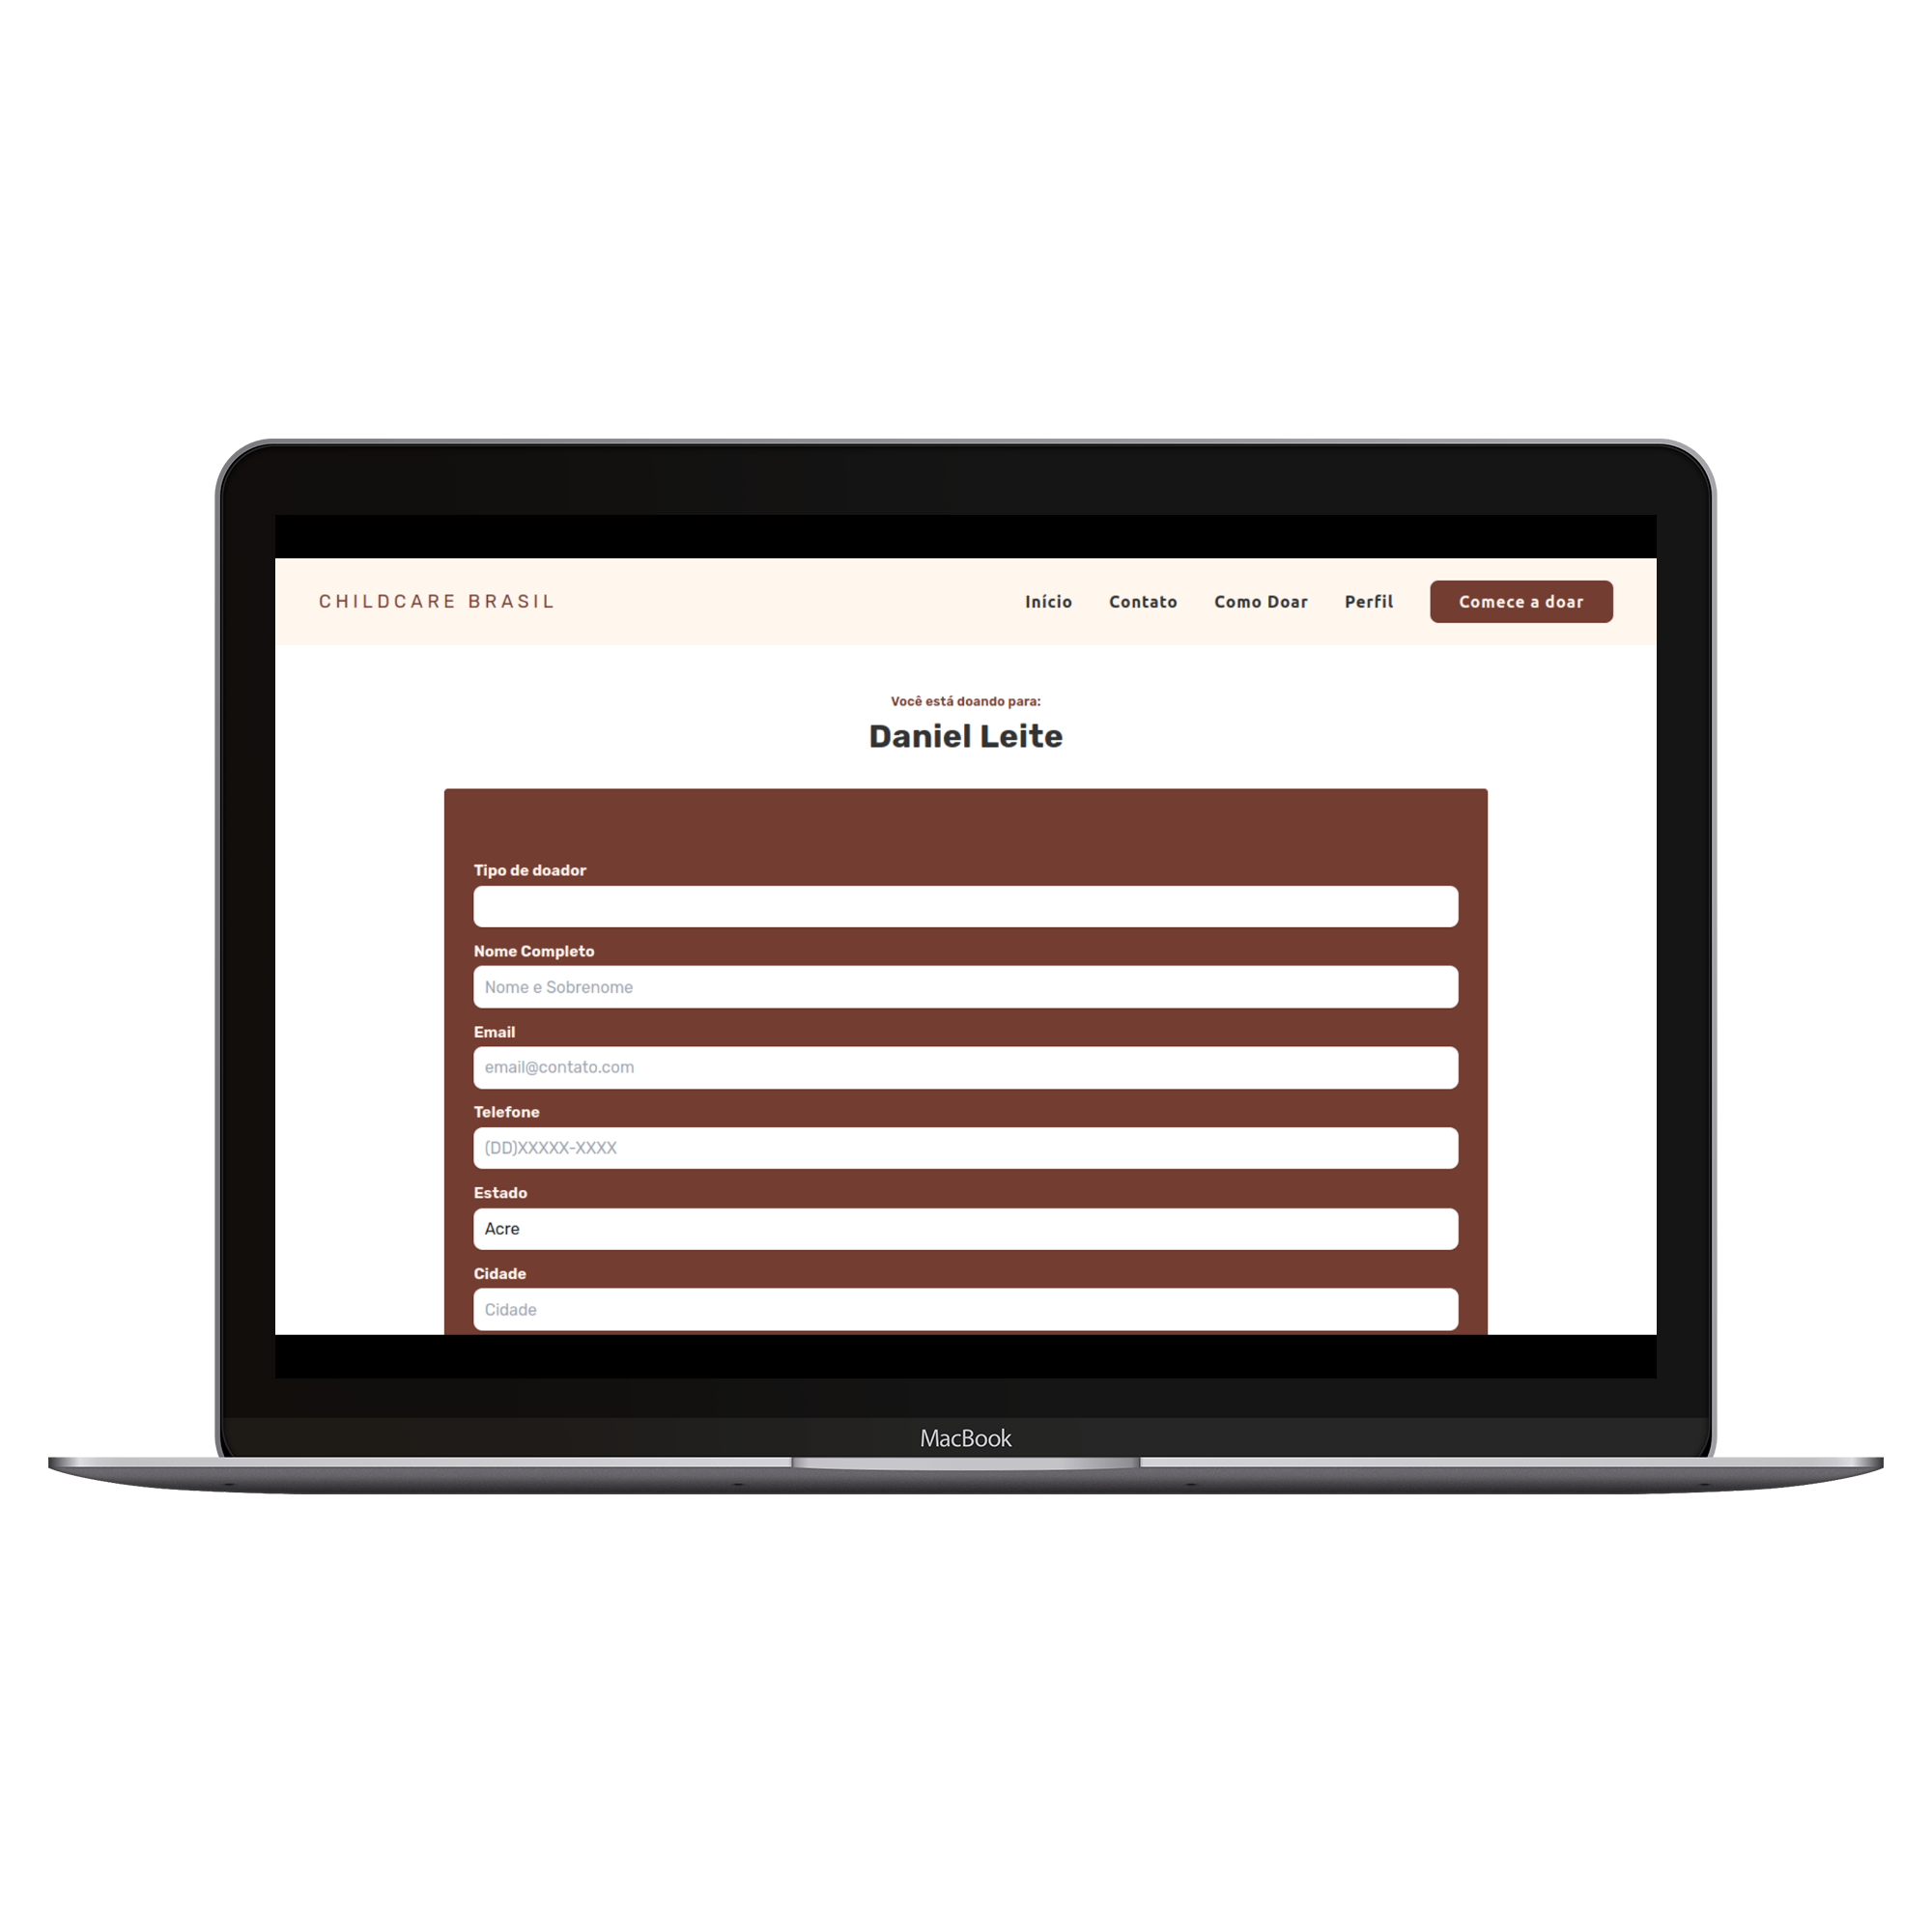 CHILDCARE BRASIL
Início Contato Como Doar Perfil Comece a doar
Você está doando para:
Daniel Leite
Tipo de doador
Nome Completo
Nome e Sobrenome
Email
email@contato.com
Telefone
(DD)XXXXX-XXXX
Estado
Acre
Cidade
Cidade
MacBook